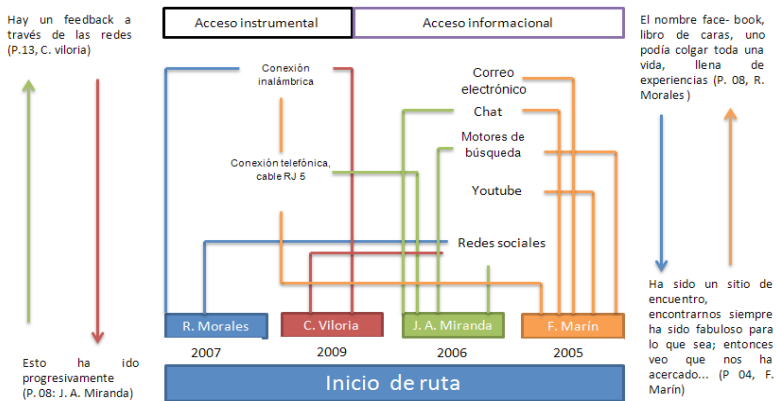 Hay un feedback a
través de las redes
(P.13, C. viloria)
Acceso instrumental
Acceso informacional
El nombre face- book,
libro de caras, uno
podía colgar toda una
vida, llena de
experiencias (P. 08, R.
Morales )
Conexión
inalámbrica
Correo
electrónico
Chat
Motores de
búsqueda
Conexión telefónica,
cable RJ 5
Youtube
Redes sociales
Ha sido un sitio de
encuentro,
encontrarnos siempre
ha sido fabuloso para
lo que sea; entonces
veo que nos ha
acercado... (P 04, F.
Marín)
R. Morales
C. Viloria
J. A. Miranda
F. Marín
2007
2009
2006
2005
Esto ha ido
progresivamente
(P. 08: J. A. Miranda)
Inicio de ruta